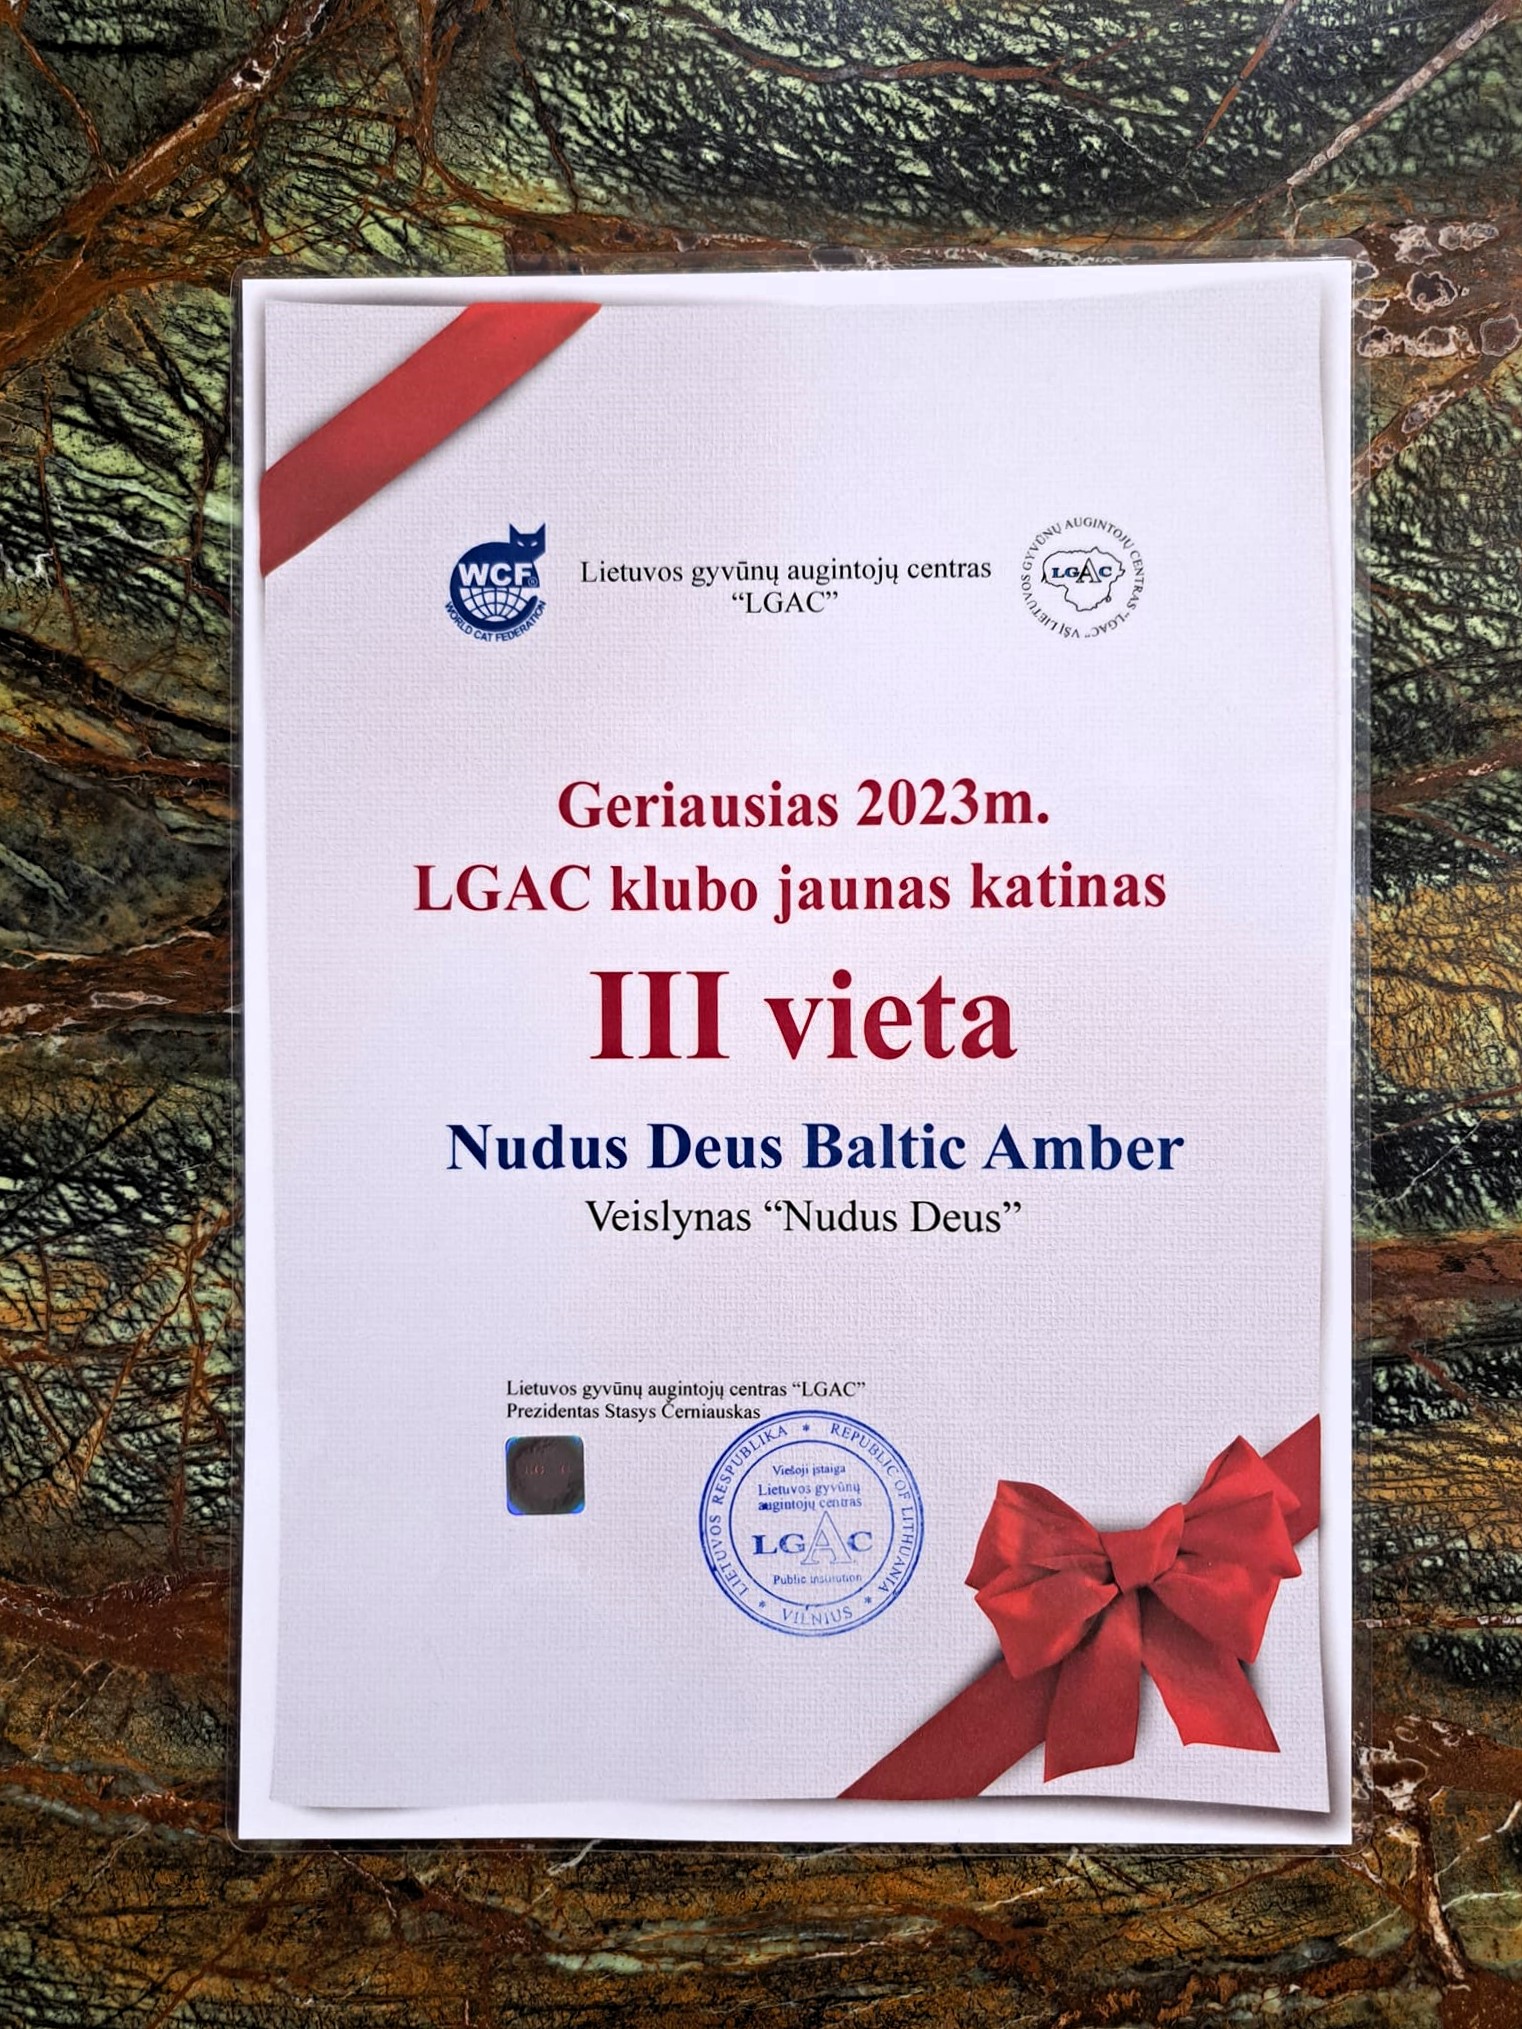 WCF
WORLD CAT FEDERATION
Lietuvos gyvūnų augintojų centras
“LGAC”
VŠĮ LIETUVOS GYVŪNŲ AUGINTOJŲ CENTRAS “LGAC”
LGAC
Geriausias 2023m.
LGAC klubo jaunas katinas
III vieta
Nudus Deus Baltic Amber
Veislynas “Nudus Deus”
Lietuvos gyvūnų augintojų centras “LGAC”
Prezidentas Stasys Černiauskas
LIETUVOS RESPUBLIKA * REPUBLIC OF LITHUANIA * VILNIUS *
Viešoji įstaiga
Lietuvos gyvūnų
augintojų centras
LGAC
Public institution